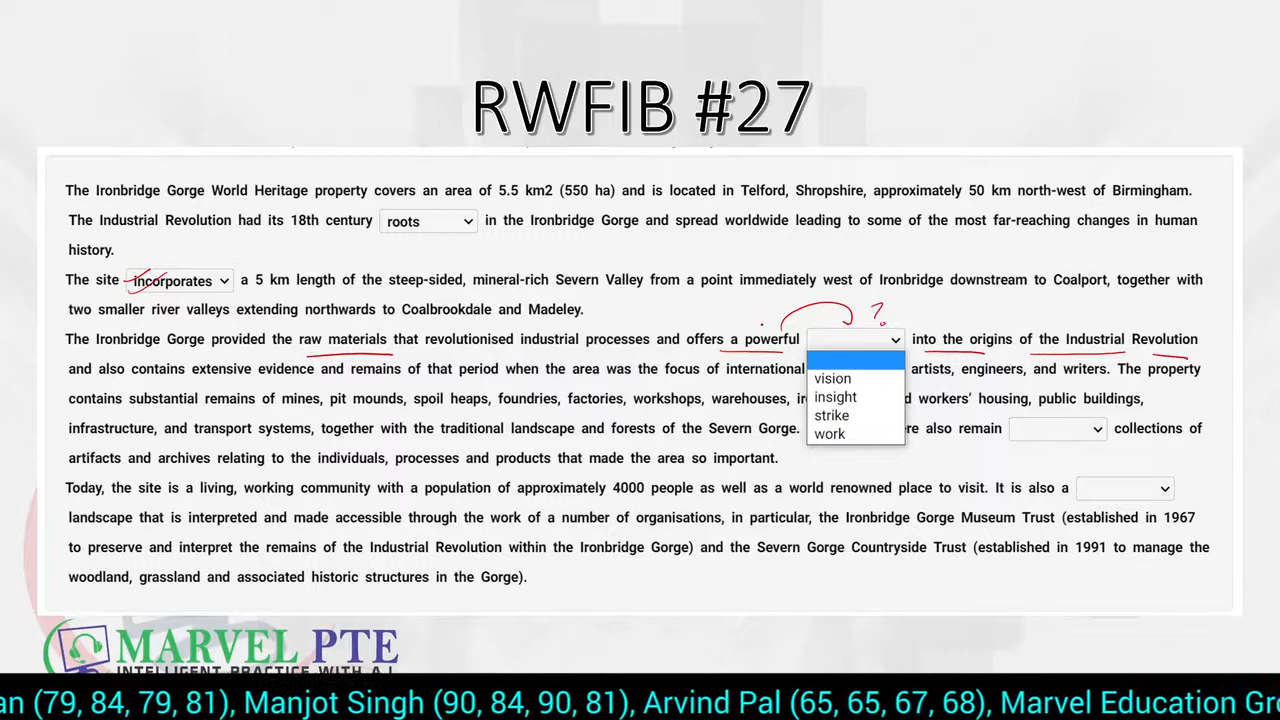 RWFIB #27
The Ironbridge Gorge World Heritage property covers an area of 5.5 km2 (550 ha) and is located in Telford, Shropshire, approximately 50 km north-west of Birmingham.
The Industrial Revolution had its 18th century roots in the Ironbridge Gorge and spread worldwide leading to some of the most far-reaching changes in human
history.
The site incorporates a 5 km length of the steep-sided, mineral-rich Severn Valley from a point immediately west of Ironbridge downstream to Coalport, together with
two smaller river valleys extending northwards to Coalbrookdale and Madeley.
?
The Ironbridge Gorge provided the raw materials that revolutionised industrial processes and offers a powerful into the origins of the Industrial Revolution
and also contains extensive evidence and remains of that period when the area was the focus of international artists, engineers, and writers. The property
vision
contains substantial remains of mines, pit mounds, spoil heaps, foundries, factories, workshops, warehouses, workers' housing, public buildings,
insight
strike
infrastructure, and transport systems, together with the traditional landscape and forests of the Severn Gorge. also remain collections of
work
artifacts and archives relating to the individuals, processes and products that made the area so important.
Today, the site is a living, working community with a population of approximately 4000 people as well as a world renowned place to visit. It is also a
landscape that is interpreted and made accessible through the work of a number of organisations, in particular, the Ironbridge Gorge Museum Trust (established in 1967
to preserve and interpret the remains of the Industrial Revolution within the Ironbridge Gorge) and the Severn Gorge Countryside Trust (established in 1991 to manage the
woodland, grassland and associated historic structures in the Gorge).
MARVEL PTE
INTELLIGENT PRACTICE WITH A.I
(79, 84, 79, 81), Manjot Singh (90, 84, 90, 81), Arvind Pal (65, 65, 67, 68), Marvel Education